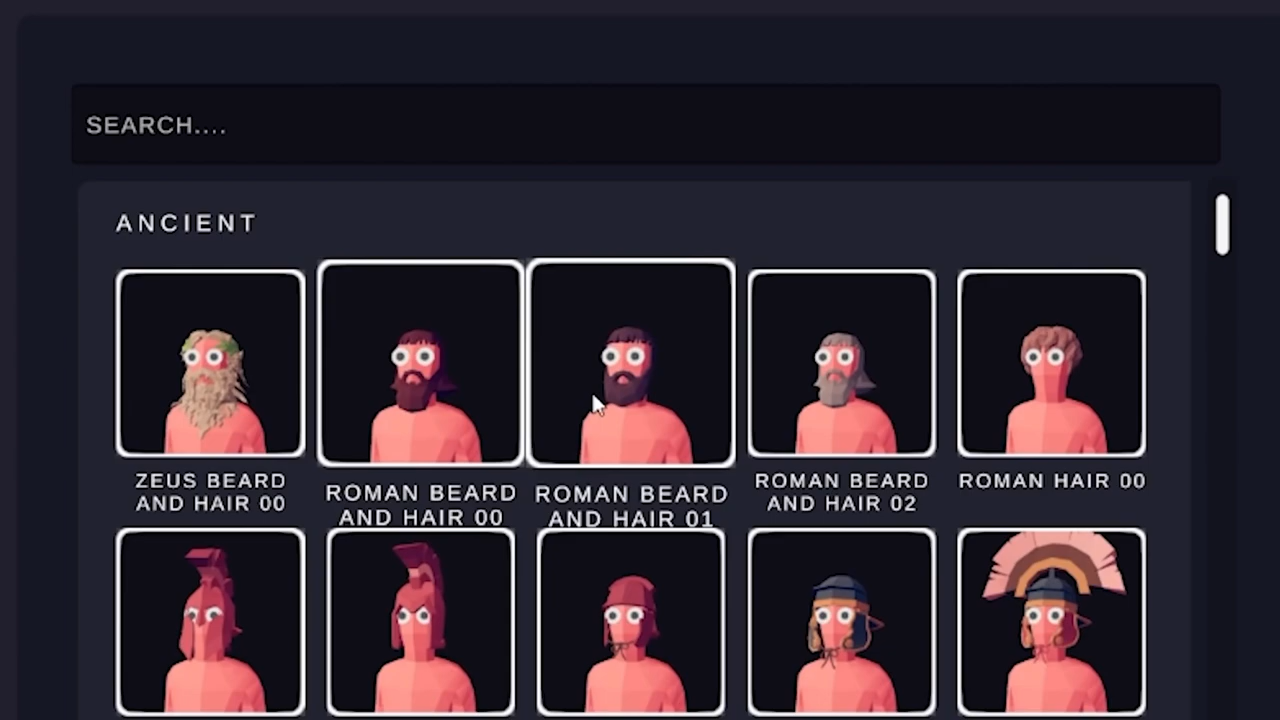 SEARCH....
ANCIENT
ZEUS BEARD
AND HAIR 00
ROMAN BEARD
AND HAIR 00
ROMAN BEARD
AND HAIR 01
ROMAN BEARD
AND HAIR 02
ROMAN HAIR 00